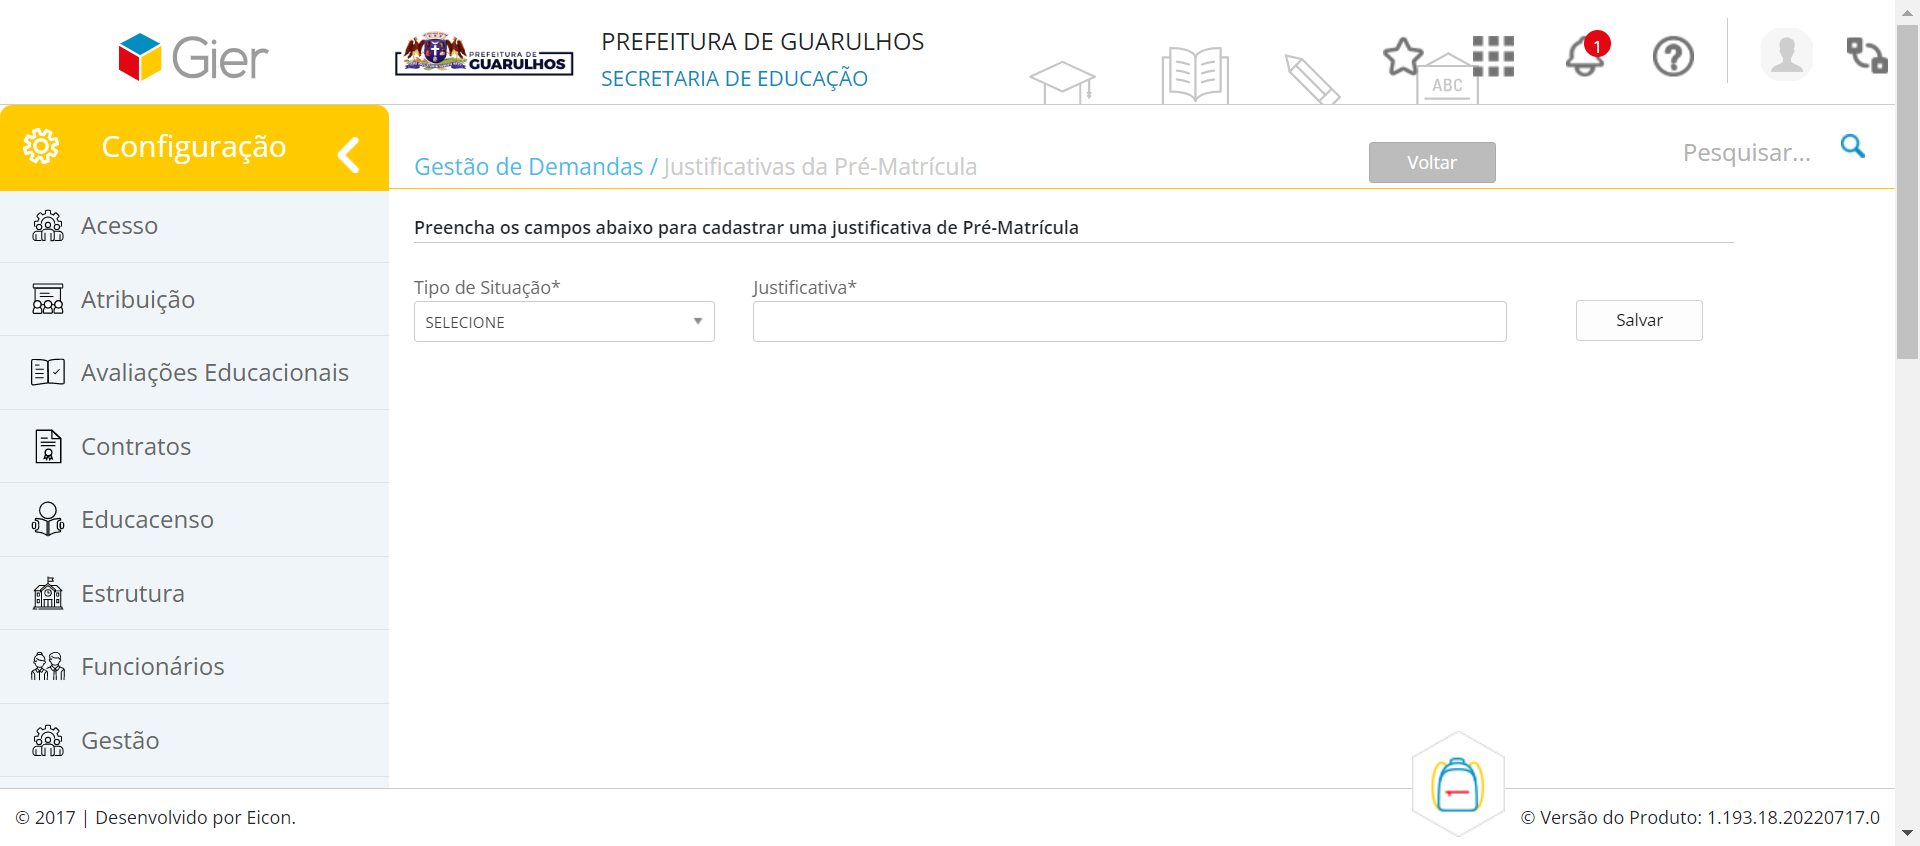 Gier
PREFEITURA DE
GUARULHOS
PREFEITURA DE GUARULHOS
SECRETARIA DE EDUCAÇÃO
ABC
1
Configuração
Gestão de Demandas / Justificativas da Pré-Matrícula
Voltar
Pesquisar...
Acesso
Atribuição
Avaliações Educacionais
Contratos
Educacenso
Estrutura
Funcionários
Gestão
Preencha os campos abaixo para cadastrar uma justificativa de Pré-Matrícula
Tipo de Situação*
Justificativa*
SELECIONE
Salvar
© 2017 | Desenvolvido por Eicon.
© Versão do Produto: 1.193.18.20220717.0